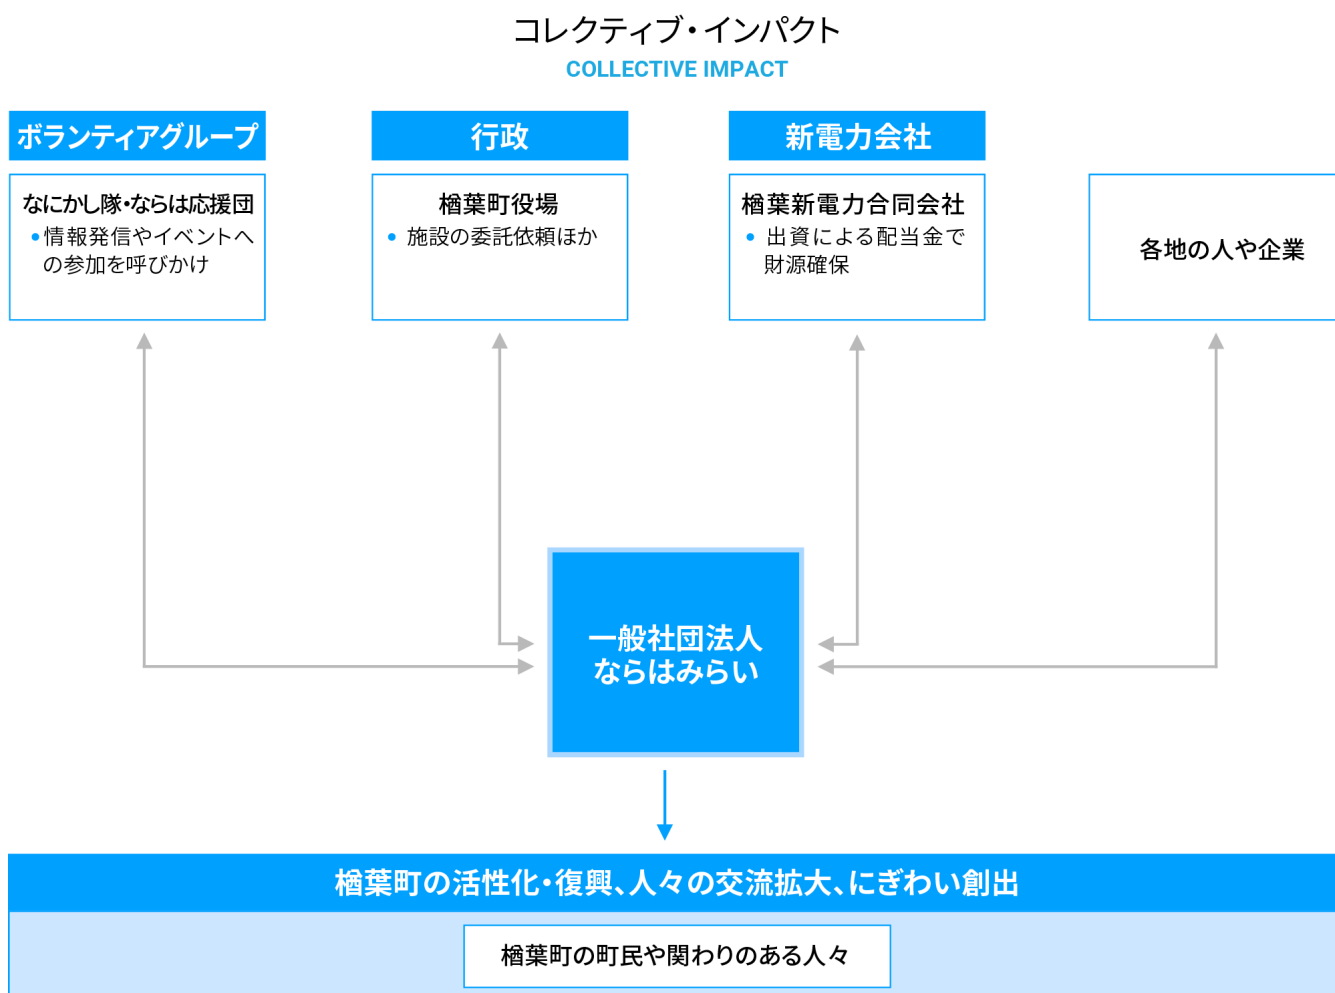 コレクティブ・インパクト
COLLECTIVE IMPACT
ボランティアグループ
なにかし隊・ならは応援団
• 情報発信やイベントへ
の参加を呼びかけ
行政
楢葉町役場
• 施設の委託依頼ほか
新電力会社
楢葉新電力合同会社
• 出資による配当金で
財源確保
各地の人や企業
一般社団法人
ならはみらい
楢葉町の活性化・復興、人々の交流拡大、にぎわい創出
楢葉町の町民や関わりのある人々